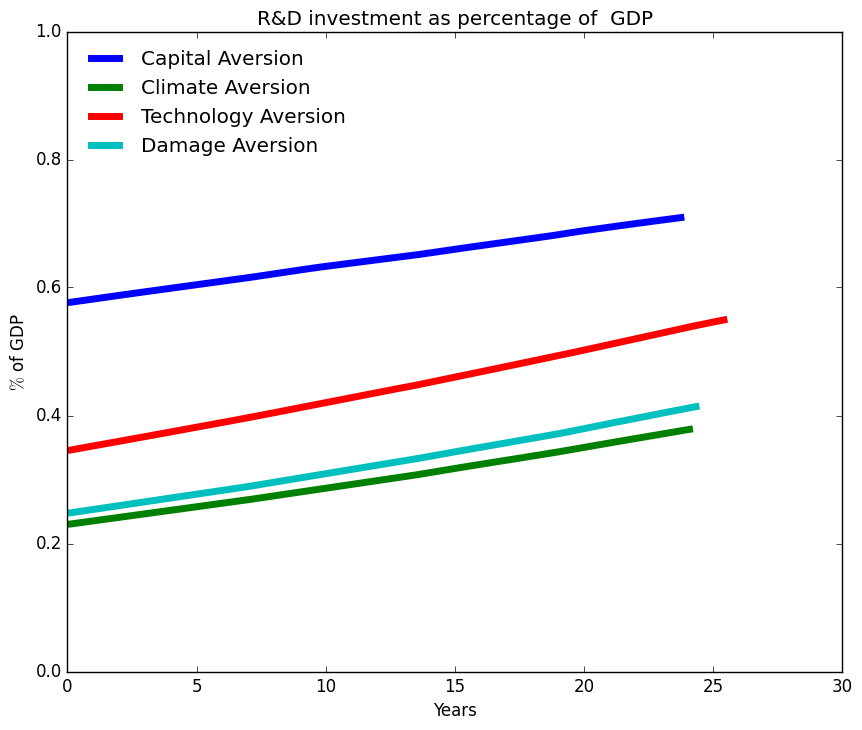 R&D investment as percentage of  GDP
1.0
0.8
0.6
0.4
0.2
0.0
% of GDP
Capital Aversion
Climate Aversion
Technology Aversion
Damage Aversion
0 5 10 15 20 25 30
Years